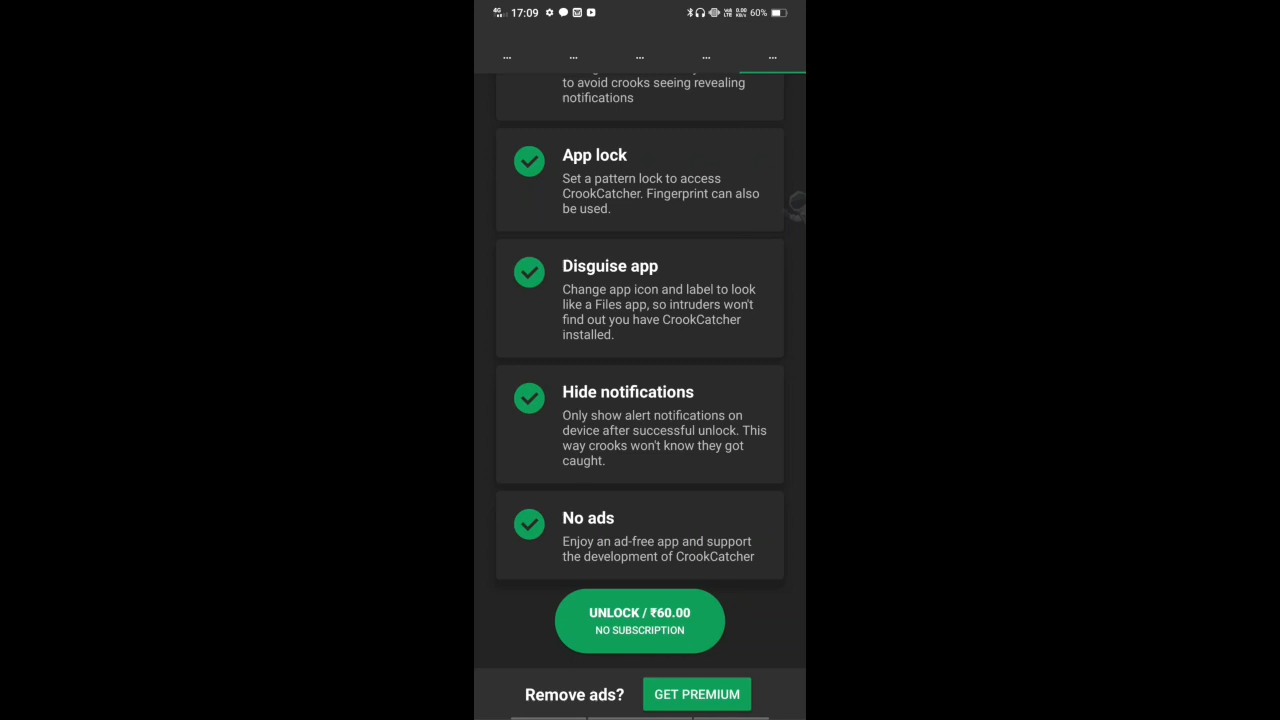 4G 17:09 60%
... ... ... ... ...
to avoid crooks seeing revealing
notifications
App lock
Set a pattern lock to access
CrookCatcher. Fingerprint can also
be used.
Disguise app
Change app icon and label to look
like a Files app, so intruders won't
find out you have CrookCatcher
installed.
Hide notifications
Only show alert notifications on
device after successful unlock. This
way crooks won't know they got
caught.
No ads
Enjoy an ad-free app and support
the development of CrookCatcher
UNLOCK / ₹60.00
NO SUBSCRIPTION
Remove ads? GET PREMIUM